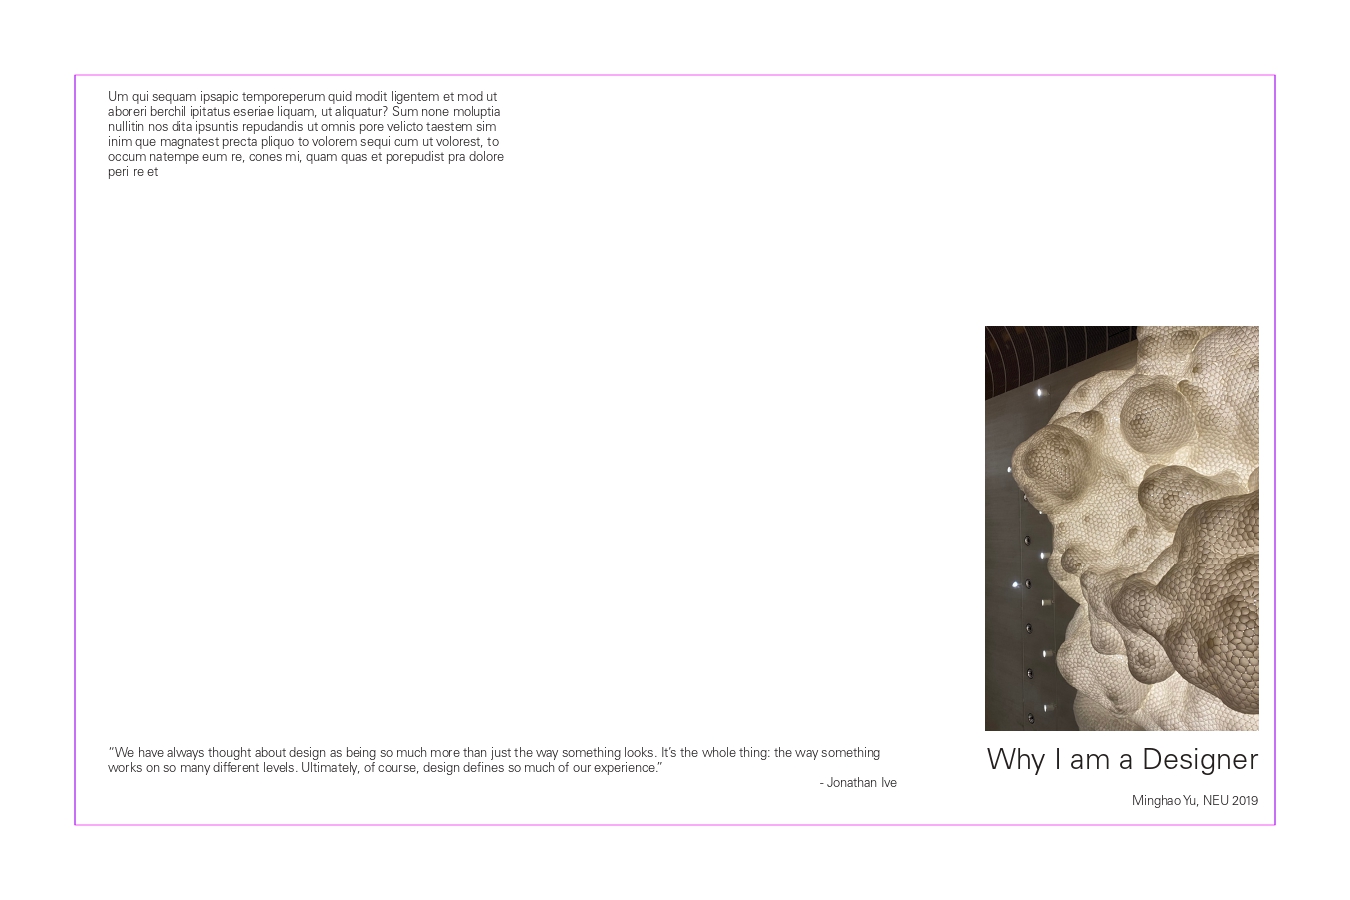 Um qui sequam ipsapic temporeperum quid modit ligentem et mod ut
aboreri berchil ipitatus eseriae liquam, ut aliquatur? Sum none moluptia
nullitin nos dita ipsuntis repudandis ut omnis pore velicto taestem sim
inim que magnatest precta pliquo to volorem sequi cum ut volorest, to
occum natempe eum re, cones mi, quam quas et porepudist pra dolore
peri re et
“We have always thought about design as being so much more than just the way something looks. It’s the whole thing: the way something
works on so many different levels. Ultimately, of course, design defines so much of our experience.”
- Jonathan Ive
Why I am a Designer
Minghao Yu, NEU 2019